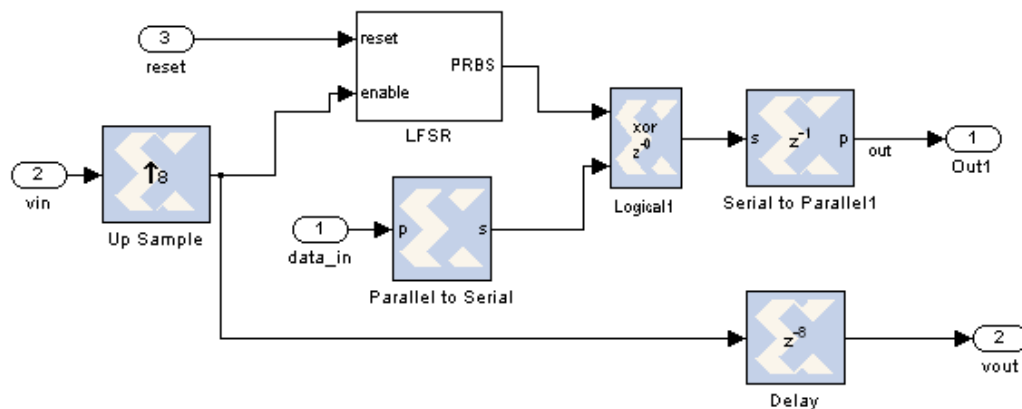 3
reset
reset
enable
PRBS
LFSR
2
vin
↑8
Up Sample
1
data_in
p
s
Parallel to Serial
xor
z^-0
Logical1
s
z^-1
p
Serial to Parallel1
out
1
Out1
z^-8
Delay
2
vout